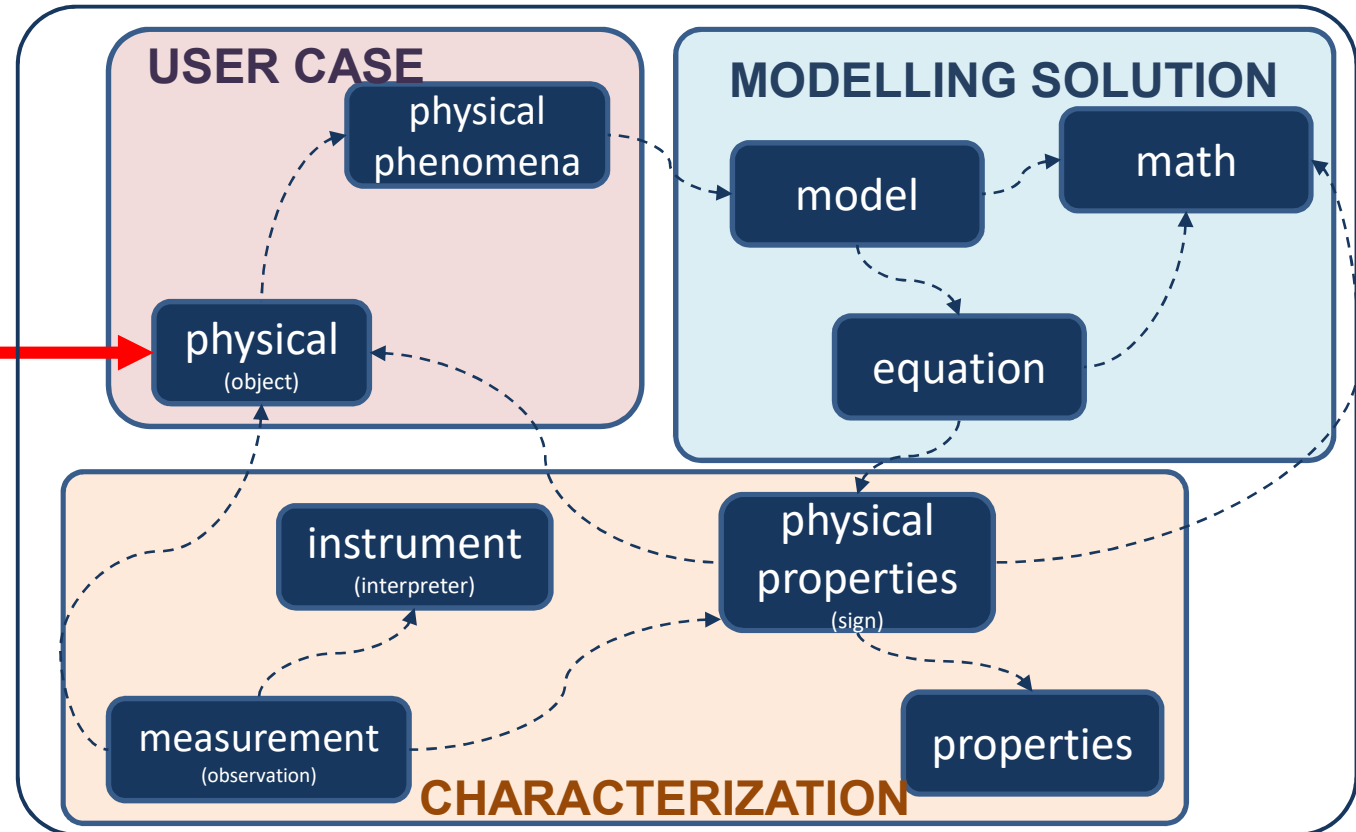 USER CASE
physical
phenomena
physical
(object)
MODELLING SOLUTION
model
math
equation
instrument
(interpreter)
physical
properties
(sign)
measurement
(observation)
properties
CHARACTERIZATION